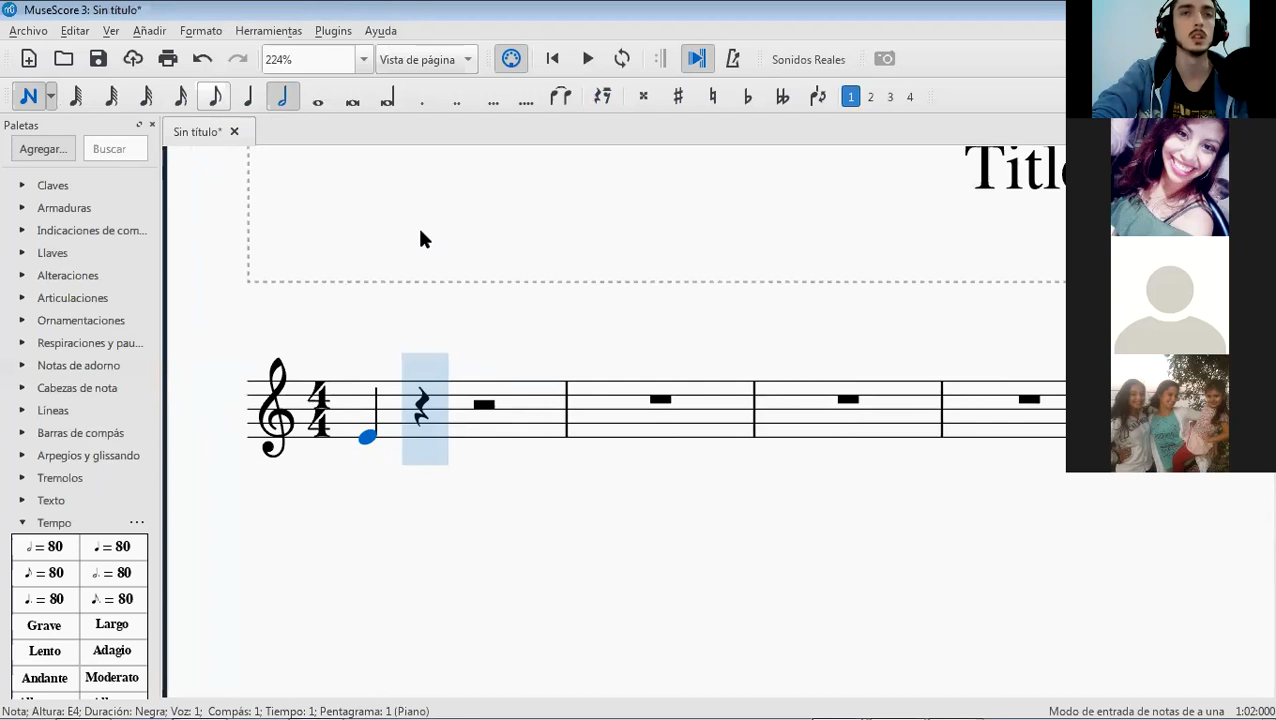 MuseScore 3: Sin título*
Archivo Editar Ver Añadir Formato Herramientas Plugins Ayuda
224% Vista de página Sonidos Reales
N 1 2 3 4
Paletas
Sin título*
Agregar... Buscar
Title
Claves
Armaduras
Indicaciones de com...
Llaves
Alteraciones
Articulaciones
Ornamentaciones
Respiraciones y pau...
Notas de adorno
Cabezas de nota
Líneas
Barras de compás
Arpegios y glissando
Tremolos
Texto
Tempo ...
= 80 = 80
= 80 = 80
= 80 = 80
Grave Largo
Lento Adagio
Andante Moderato
4
4
Nota; Altura: E4; Duración: Negra; Voz: 1; Compás: 1; Tiempo: 1; Pentagrama: 1 (Piano) Modo de entrada de notas de a una 1:02:000